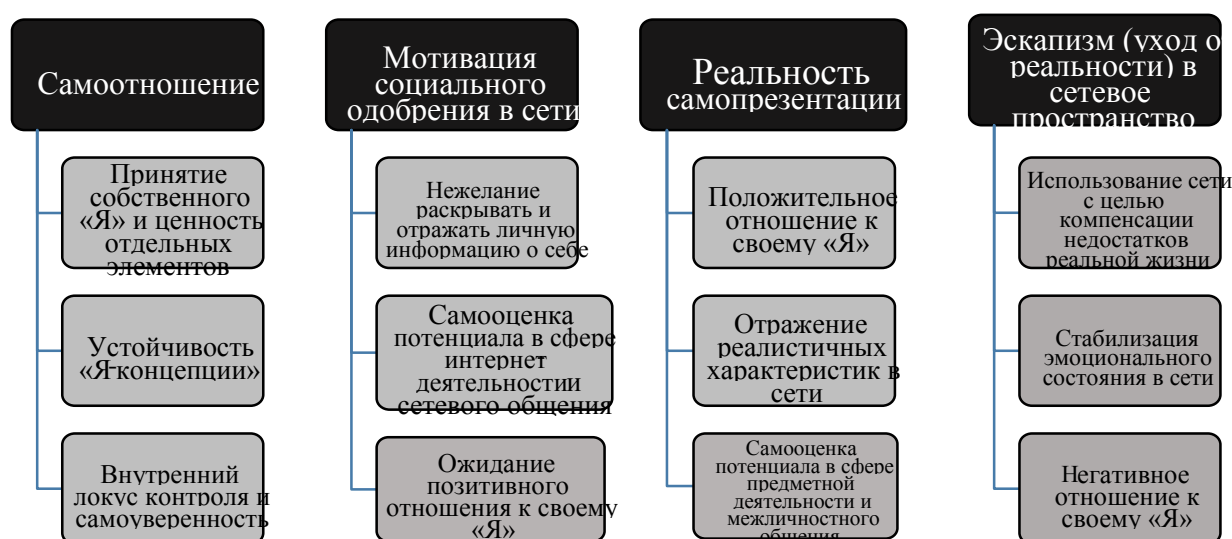 Самоотношение
Принятие
собственного
«Я» и ценность
отдельных
элементов
Устойчивость
«Я-концепции»
Внутренний
локус контроля и
самоуверенность
Мотивация
социального
одобрения в сети
Нежелание
раскрывать и
отражать личную
информацию о себе
Самооценка
потенциала в сфере
интернет-
деятельностии
сетевого общения
Ожидание
позитивного
отношения к своему
«Я»
Реальность
самопрезентации
Положительное
отношение к
своему «Я»
Отражение
реалистичных
характеристик в
сети
Самооценка
потенциала в сфере
предметной
деятельности и
межличностного
общения
Эскапизм (уход о
реальности) в
сетевое
пространство
Использование сети
с целью
компенсации
недостатков
реальной жизни
Стабилизация
эмоционального
состояния в сети
Негативное
отношение к
своему «Я»